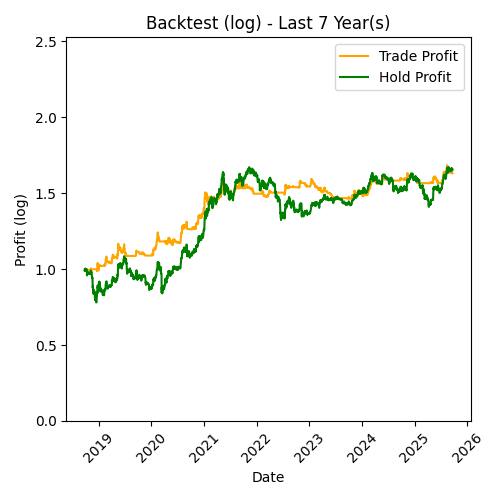 Backtest (log) - Last 7 Year(s)
2.5
2.0
1.5
1.0
0.5
0.0
Profit (log)
Trade Profit
Hold Profit
2019 2020 2021 2022 2023 2024 2025 2026
Date